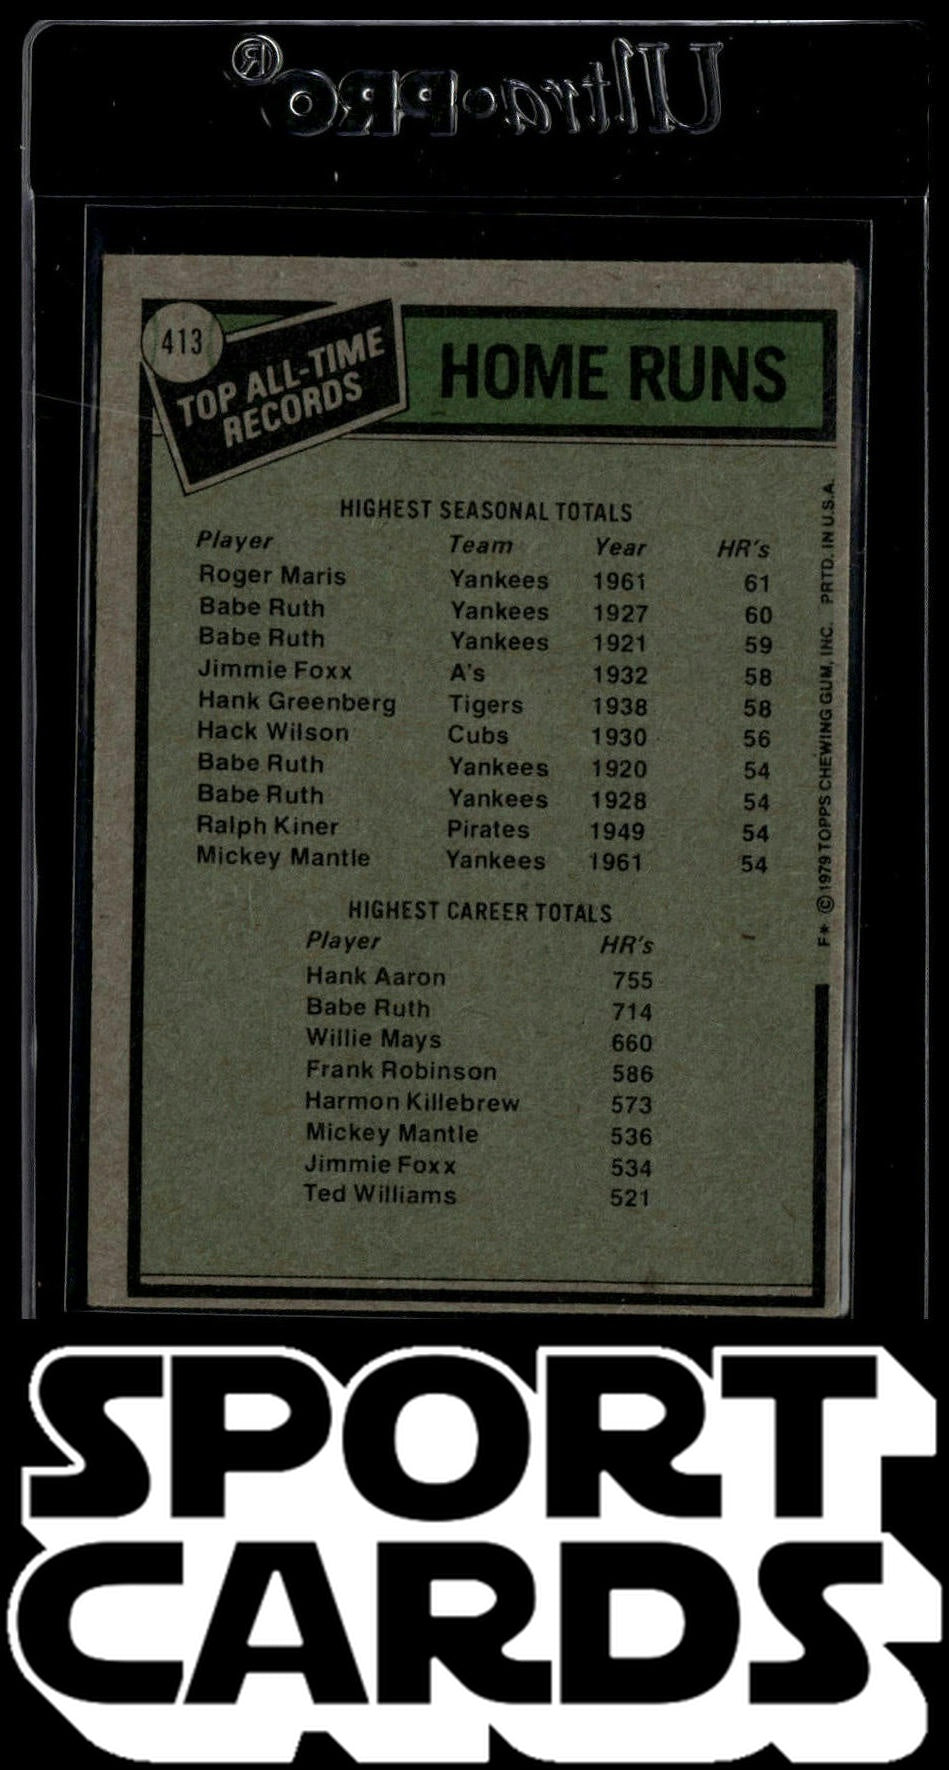 Ultra•PRO®
413
TOP ALL-TIME
RECORDS
HOME RUNS
HIGHEST SEASONAL TOTALS
Player Team Year HR's
Roger Maris Yankees 1961 61
Babe Ruth Yankees 1927 60
Babe Ruth Yankees 1921 59
Jimmie Foxx A's 1932 58
Hank Greenberg Tigers 1938 58
Hack Wilson Cubs 1930 56
Babe Ruth Yankees 1920 54
Babe Ruth Yankees 1928 54
Ralph Kiner Pirates 1949 54
Mickey Mantle Yankees 1961 54
HIGHEST CAREER TOTALS
Player HR's
Hank Aaron 755
Babe Ruth 714
Willie Mays 660
Frank Robinson 586
Harmon Killebrew 573
Mickey Mantle 536
Jimmie Foxx 534
Ted Williams 521
F* © 1979 TOPPS CHEWING GUM, INC. PRTD. IN U.S.A.
SPORT
CARDS